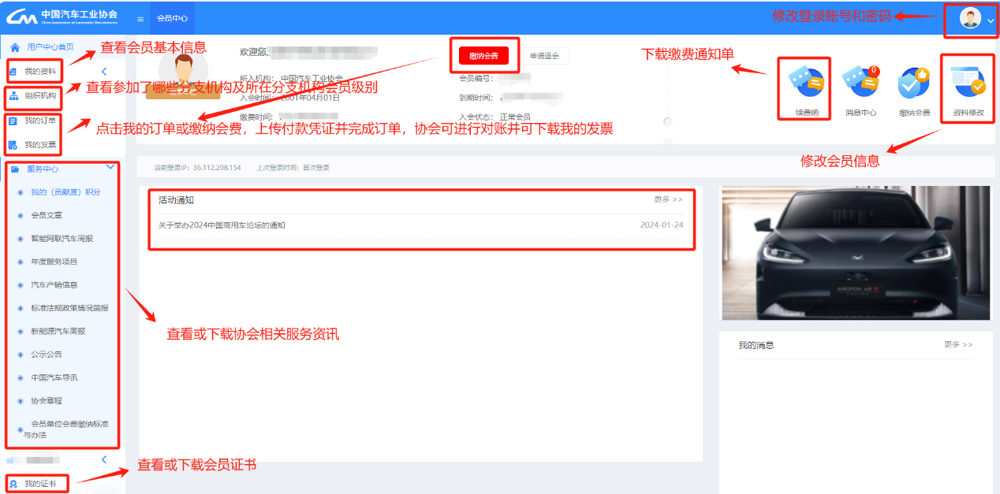 中国汽车工业协会
China Association of Automobile Manufacturers
会员中心
修改登录账号和密码
用户中心首页
查看会员基本信息
我的资料
查看参加了哪些分支机构及所在分支机构会员级别
组织机构
我的订单
点击我的订单或缴纳会费，上传付款凭证并完成订单，协会可进行对账并可下载我的发票
我的发票
欢迎您,
所入机构： 中国汽车工业协会
入会时间： 2001年04月01日
缴费时间：
缴纳会费
申请退会
会员编号：
到期时间：
入会状态： 正常会员
下载缴费通知单
续费函
0
消息中心
缴纳会费
资料修改
修改会员信息
当前登录IP：36.112.208.154 上次登录时间：首次登录
服务中心
我的（贡献度）积分
会员文章
智能网联汽车周报
年度服务项目
汽车产销信息
标准法规政策情况简报
新能源汽车周报
公示公告
中国汽车导讯
协会章程
会员单位会费缴纳标准
与办法
查看或下载协会相关服务资讯
我的证书
查看或下载会员证书
活动通知
更多 >>
关于举办2024中国商用车论坛的通知
2024-01-24
我的消息
更多 >>